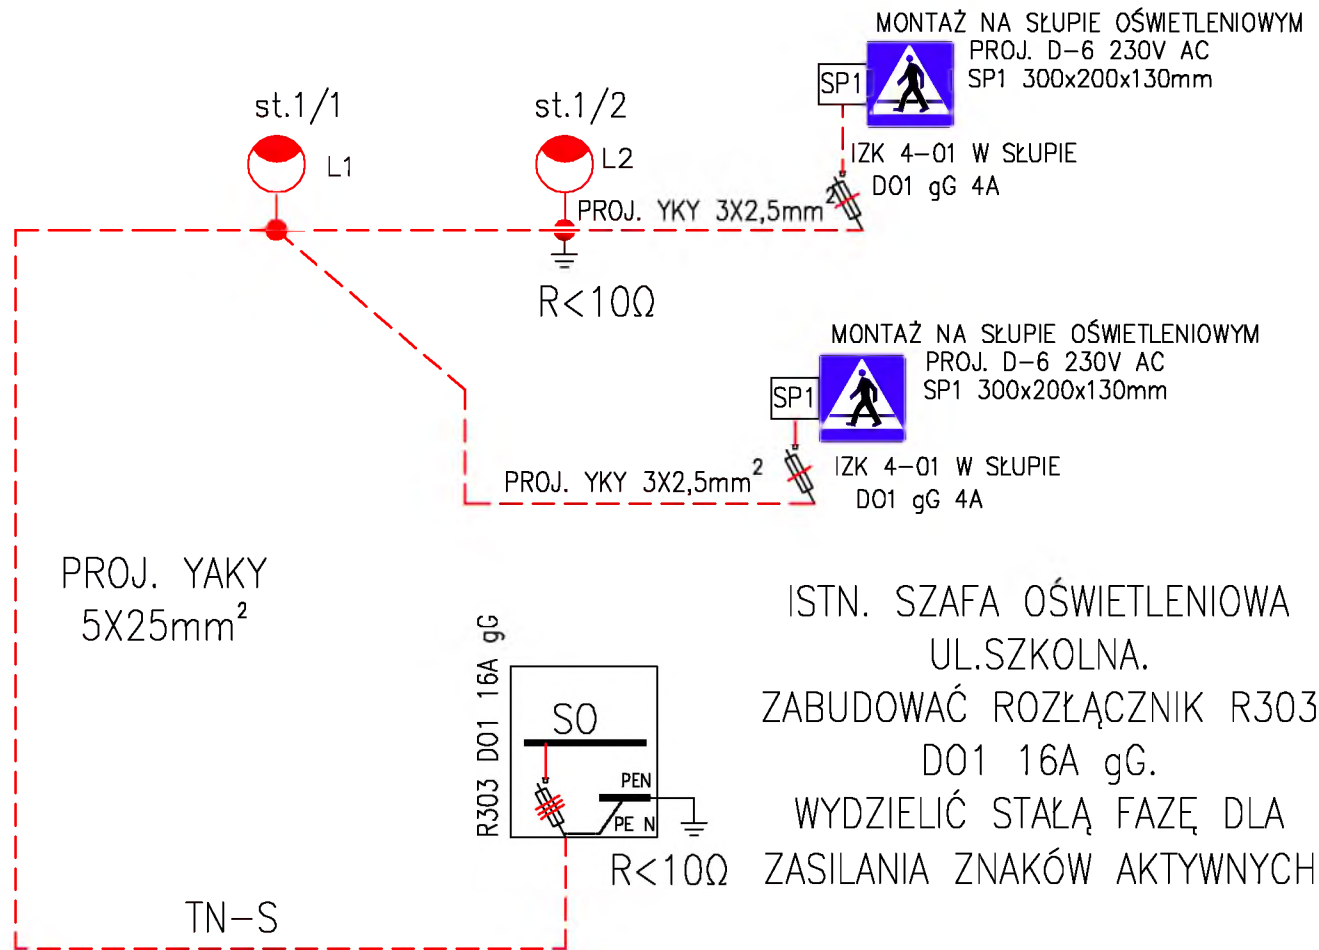 MONTAŻ NA SŁUPIE OŚWIETLENIOWYM
PROJ. D-6 230V AC
SP1
SP1 300x200x130mm
st.1/1
st.1/2
L1
L2
IZK 4-01 W SŁUPIE
DO1 gG 4A
PROJ. YKY 3X2,5mm²
R<10Ω
MONTAŻ NA SŁUPIE OŚWIETLENIOWYM
PROJ. D-6 230V AC
SP1
SP1 300x200x130mm
PROJ. YKY 3X2,5mm²
IZK 4-01 W SŁUPIE
DO1 gG 4A
PROJ. YAKY
5X25mm²
R303 DO1 16A gG
SO
PEN
PE N
R<10Ω
ISTN. SZAFA OŚWIETLENIOWA
UL.SZKOLNA.
ZABUDOWAĆ ROZŁĄCZNIK R303
DO1 16A gG.
WYDZIELIĆ STAŁĄ FAZĘ DLA
ZASILANIA ZNAKÓW AKTYWNYCH
TN-S